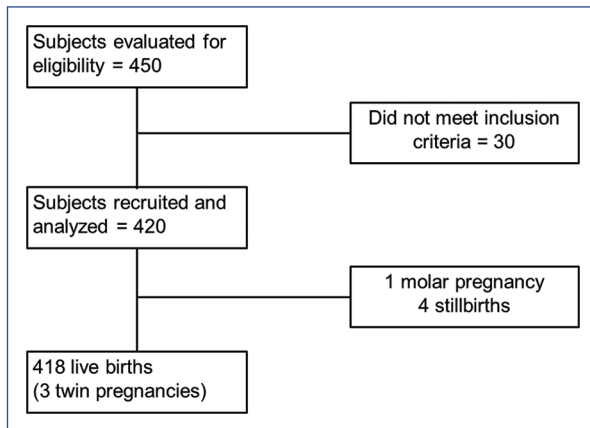 Subjects evaluated for
eligibility = 450
Did not meet inclusion
criteria = 30
Subjects recruited and
analyzed = 420
1 molar pregnancy
4 stillbirths
418 live births
(3 twin pregnancies)